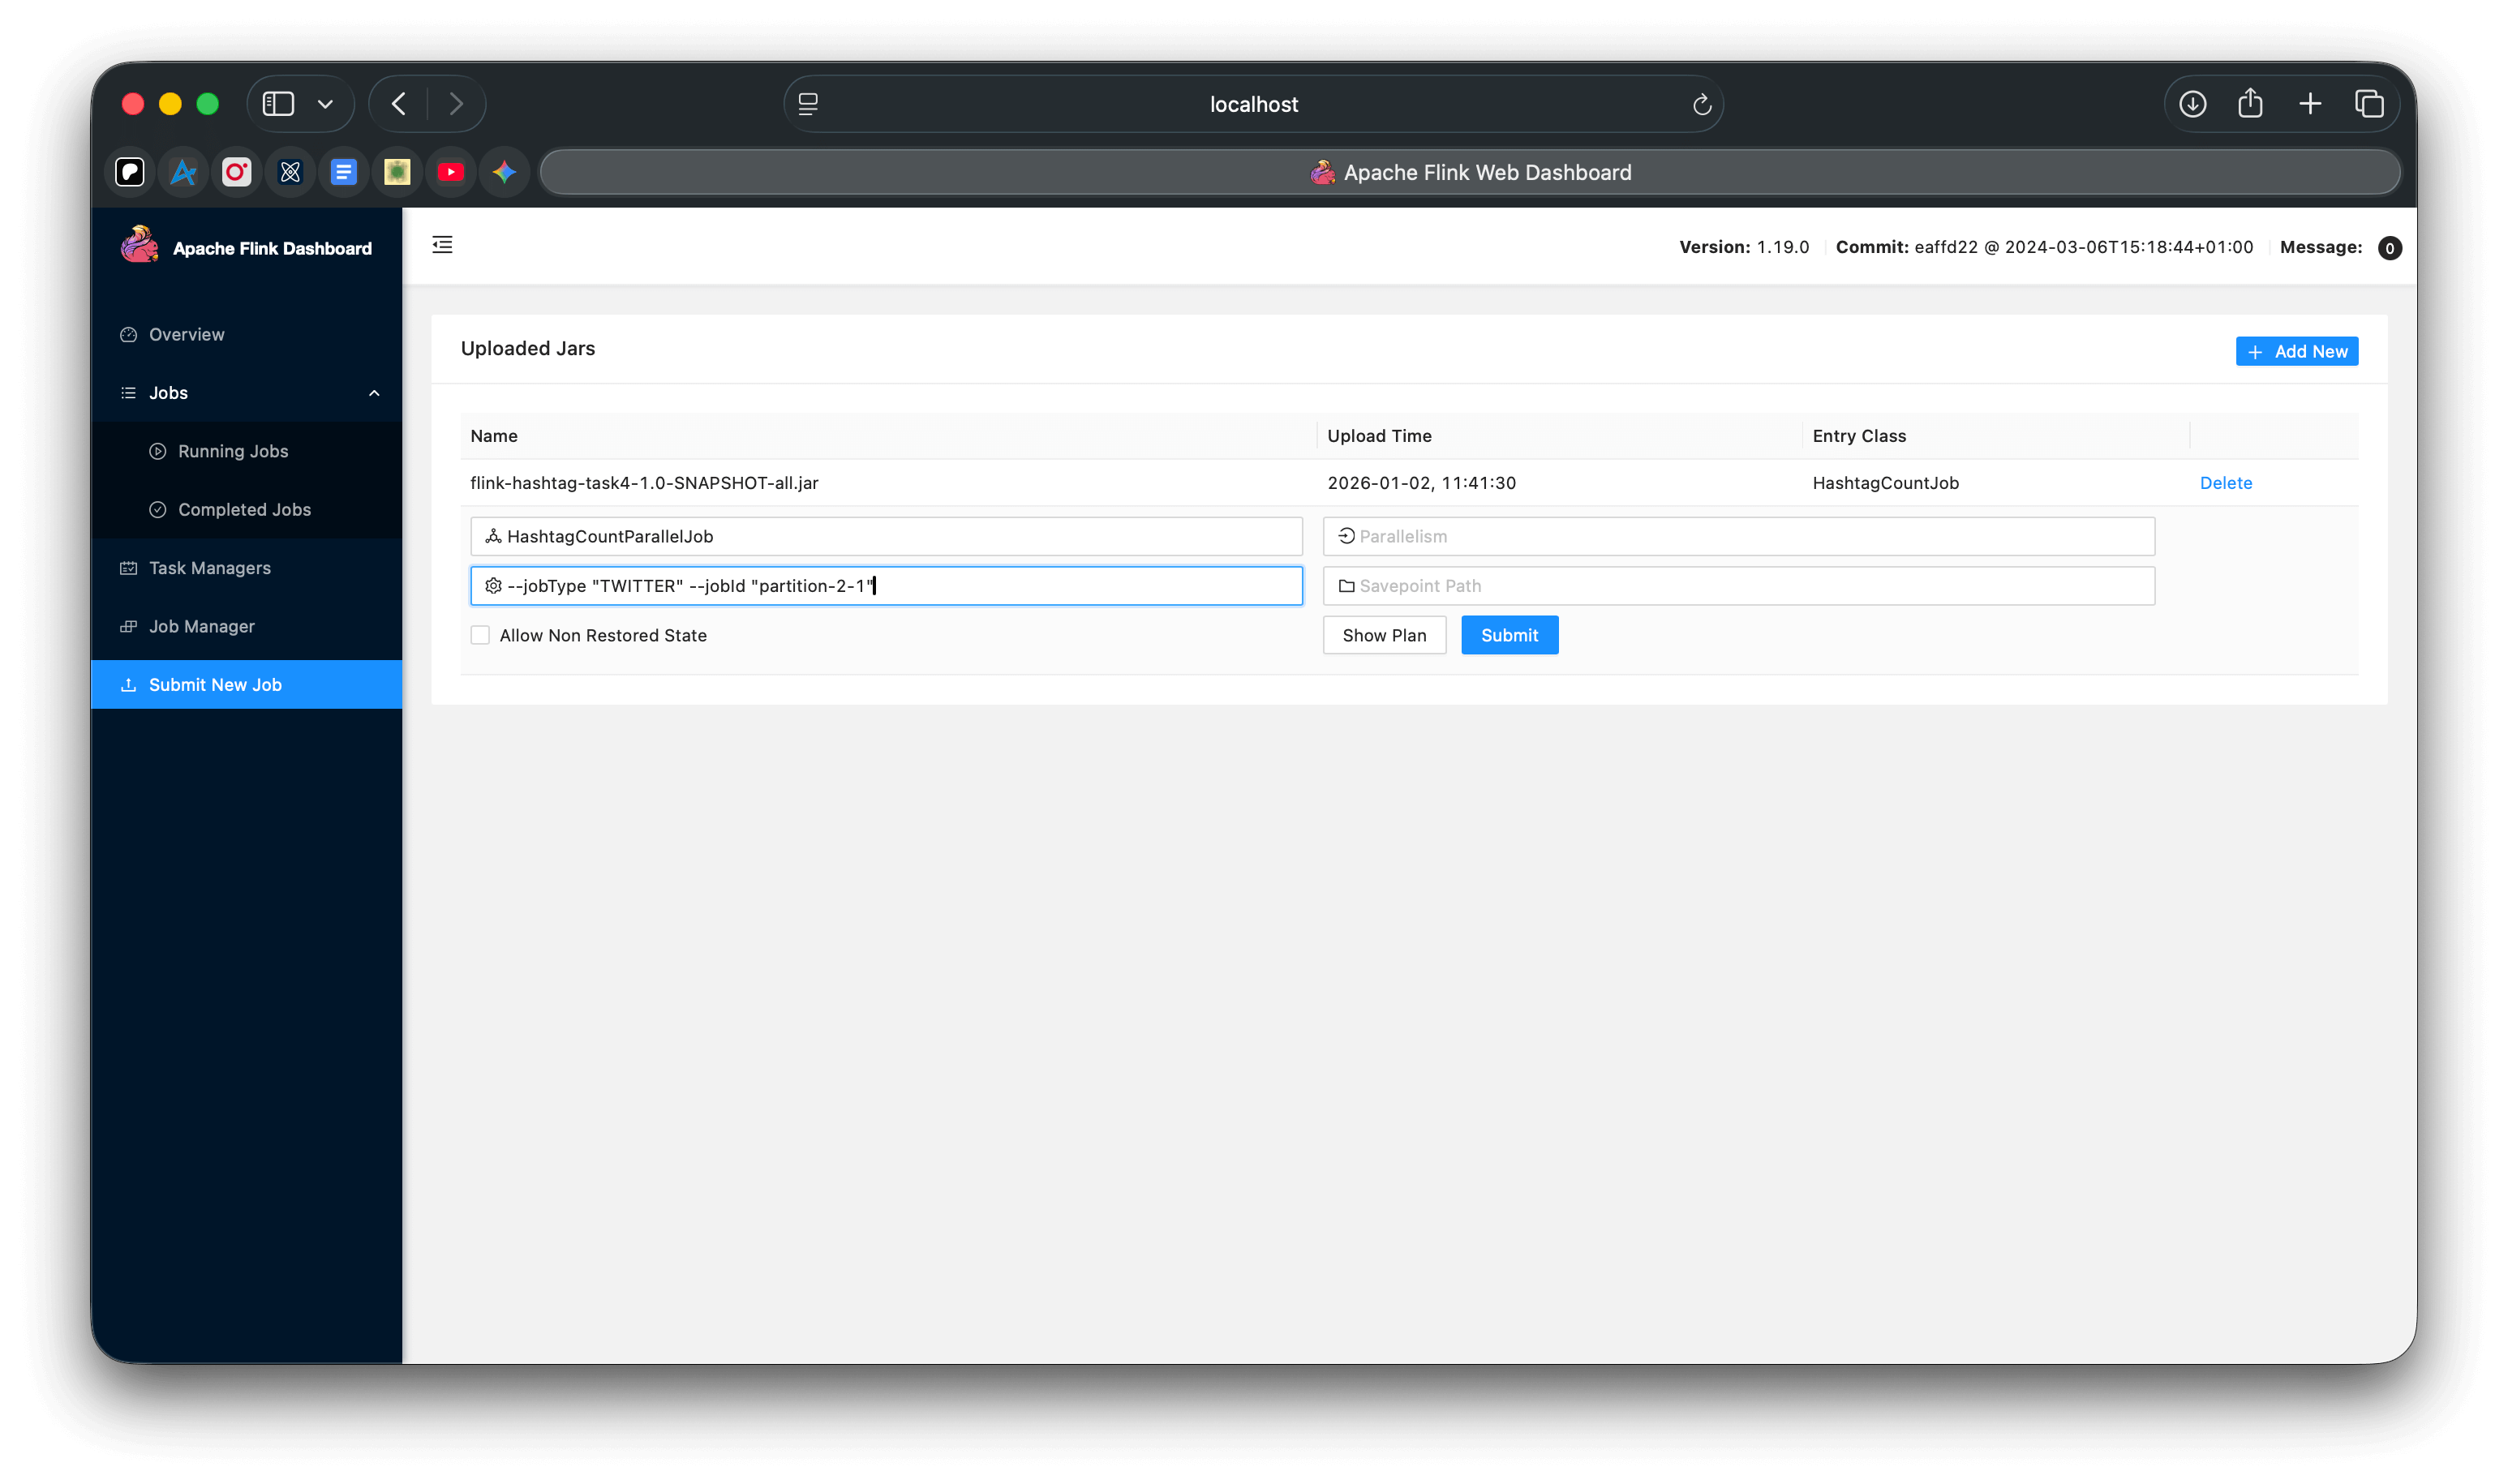 localhost
Apache Flink Web Dashboard
Apache Flink Dashboard
Version: 1.19.0 Commit: eaffd22 @ 2024-03-06T15:18:44+01:00 Message: 0
Overview
Jobs
Running Jobs
Completed Jobs
Task Managers
Job Manager
Submit New Job
Uploaded Jars
+ Add New
Name Upload Time Entry Class
flink-hashtag-task4-1.0-SNAPSHOT-all.jar 2026-01-02, 11:41:30 HashtagCountJob Delete
HashtagCountParallelJob Parallelism
--jobType "TWITTER" --jobId "partition-2-1" Savepoint Path
Allow Non Restored State Show Plan Submit